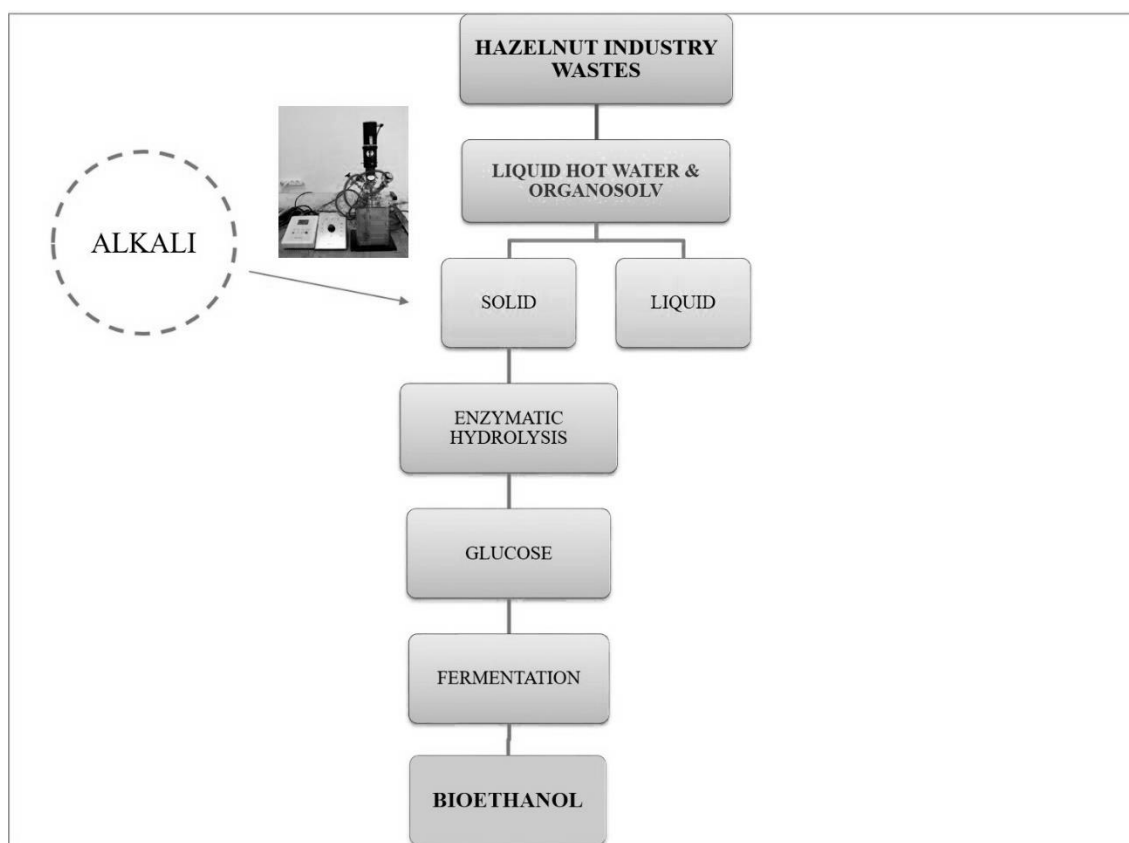 HAZELNUT INDUSTRY
WASTES
LIQUID HOT WATER &
ORGANOSOLV
ALKALI
SOLID
LIQUID
ENZYMATIC
HYDROLYSIS
GLUCOSE
FERMENTATION
BIOETHANOL